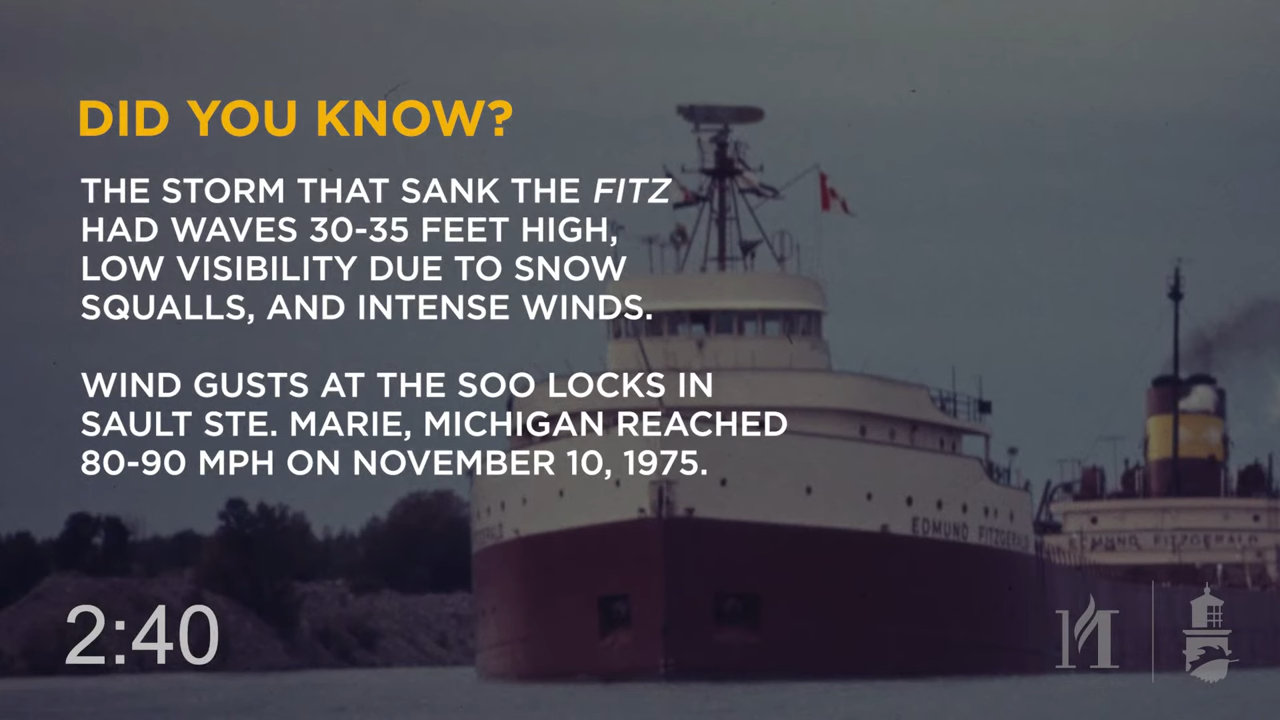 DID YOU KNOW?
THE STORM THAT SANK THE FITZ
HAD WAVES 30-35 FEET HIGH,
LOW VISIBILITY DUE TO SNOW
SQUALLS, AND INTENSE WINDS.
WIND GUSTS AT THE SOO LOCKS IN
SAULT STE. MARIE, MICHIGAN REACHED
80-90 MPH ON NOVEMBER 10, 1975.
EDMUND FITZGERALD
EDMUND FITZGERALD
2:40